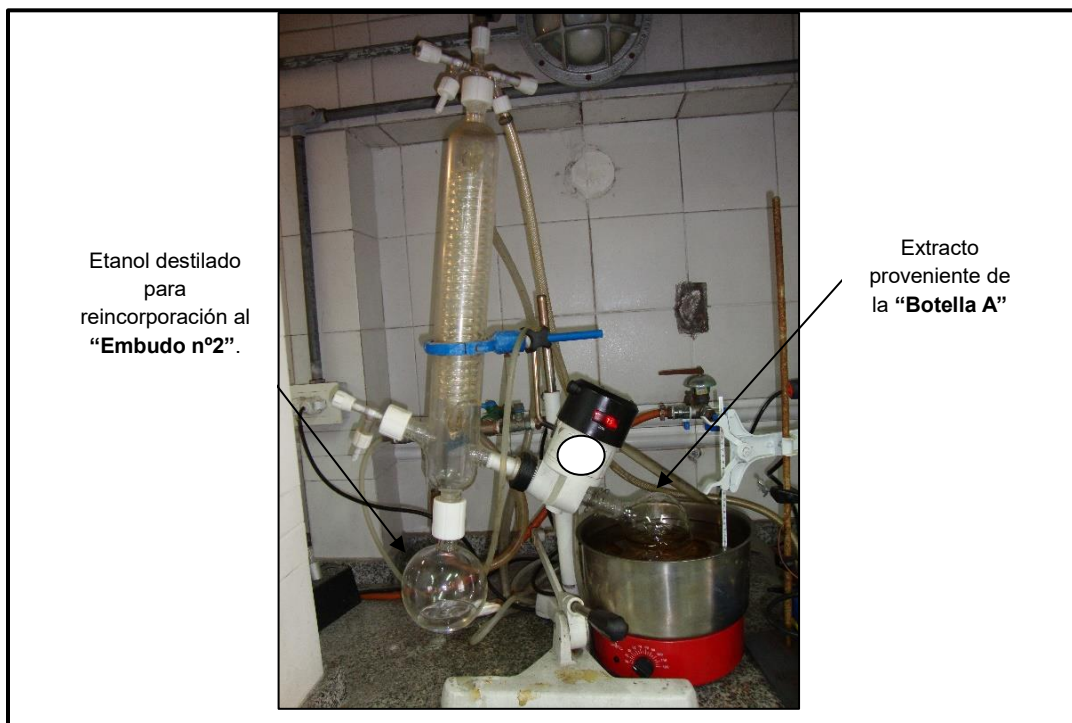 Etanol destilado
para
reincorporación al
“Embudo nº2”.
Extracto
proveniente de
la “Botella A”